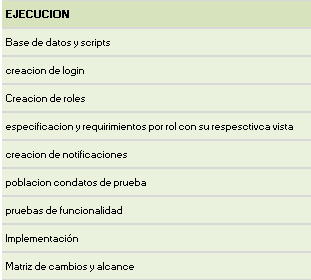 EJECUCION
Base de datos y scripts
creacion de login
Creacion de roles
especificacion y requirimientos por rol con su respesctivca vista
creacion de notificaciones
poblacion condatos de prueba
pruebas de funcionalidad
Implementación
Matriz de cambios y alcance